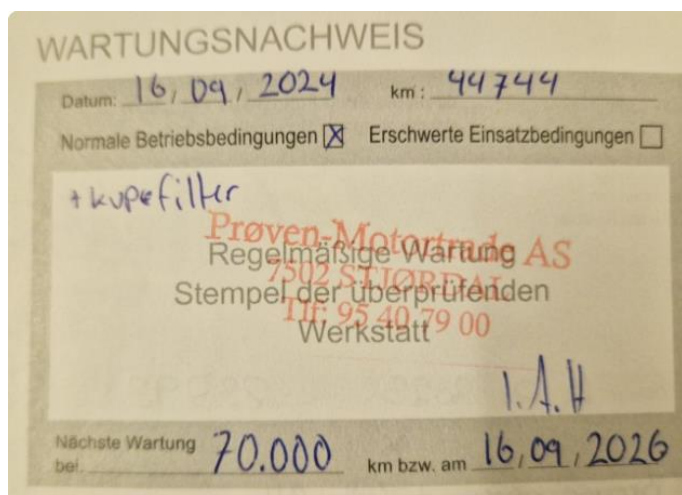 WARTUNGSNACHWEIS
Datum: 16, 09, 2024 km: 44744
Normale Betriebsbedingungen Erschwerte Einsatzbedingungen
+ kupefilter
Prøven-Motortrade AS
Regelmäßige Wartung
7502 STJØRDAL
Stempel der überprüfenden
Tlf: 95 40 79 00
Werkstatt
I.A.H
Nächste Wartung
bei. 70.000 km bzw. am 16, 09, 2026